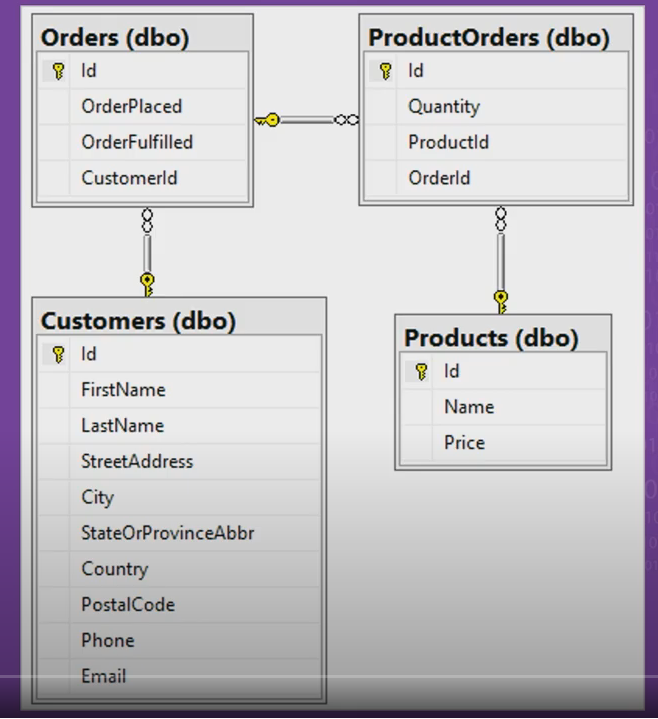 Orders (dbo)
Id
OrderPlaced
OrderFulfilled
CustomerId
ProductOrders (dbo)
Id
Quantity
ProductId
OrderId
Customers (dbo)
Id
FirstName
LastName
StreetAddress
City
StateOrProvinceAbbr
Country
PostalCode
Phone
Email
Products (dbo)
Id
Name
Price